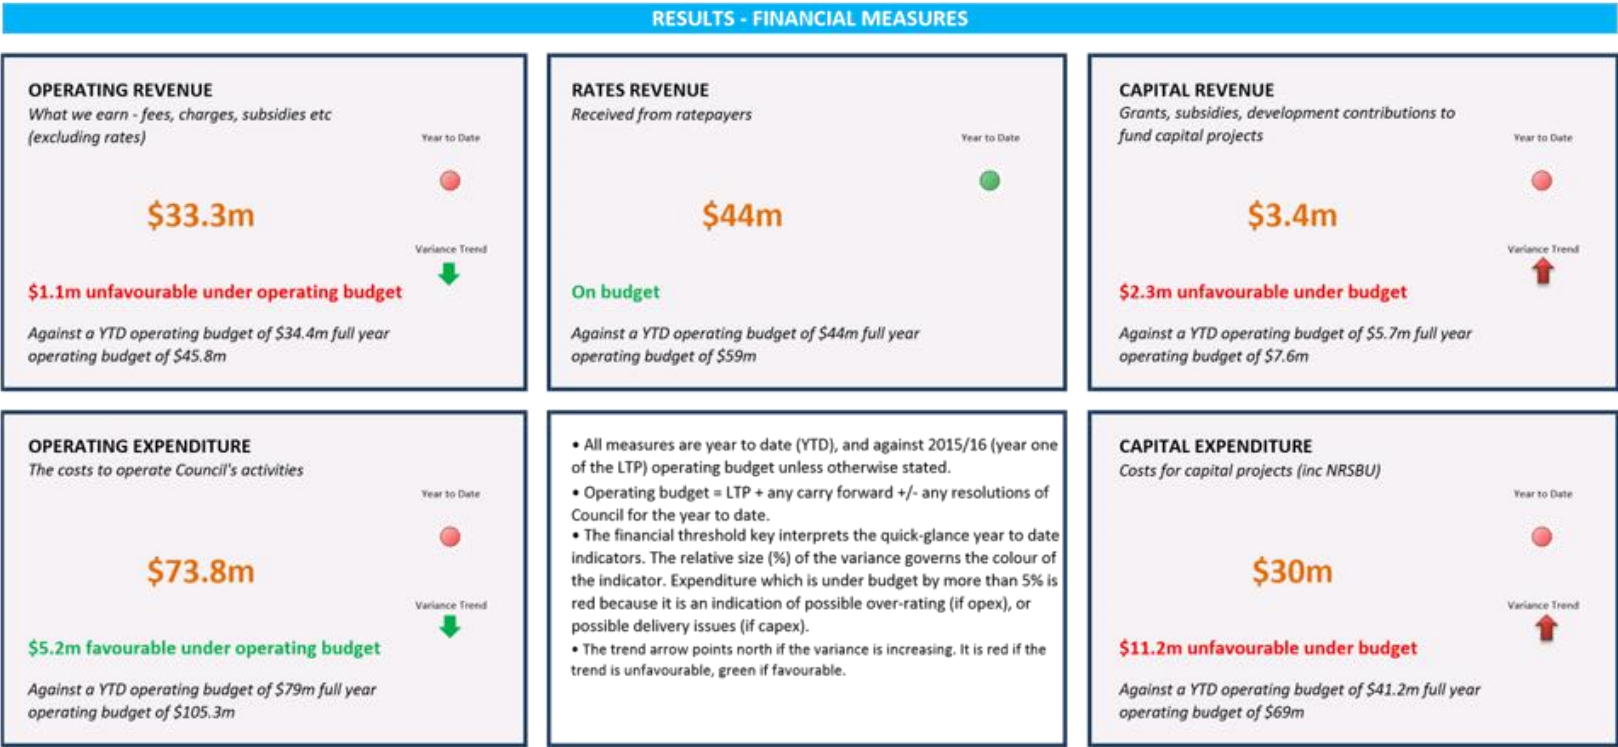 RESULTS - FINANCIAL MEASURES
OPERATING REVENUE
What we earn - fees, charges, subsidies etc
(excluding rates)
Year to Date
$33.3m
Variance Trend
$1.1m unfavourable under operating budget
Against a YTD operating budget of $34.4m full year
operating budget of $45.8m
RATES REVENUE
Received from ratepayers
Year to Date
$44m
On budget
Against a YTD operating budget of $44m full year
operating budget of $59m
CAPITAL REVENUE
Grants, subsidies, development contributions to
fund capital projects
Year to Date
$3.4m
Variance Trend
$2.3m unfavourable under budget
Against a YTD operating budget of $5.7m full year
operating budget of $7.6m
OPERATING EXPENDITURE
The costs to operate Council's activities
Year to Date
$73.8m
Variance Trend
$5.2m favourable under operating budget
Against a YTD operating budget of $79m full year
operating budget of $105.3m
• All measures are year to date (YTD), and against 2015/16 (year one
of the LTP) operating budget unless otherwise stated.
• Operating budget = LTP + any carry forward +/- any resolutions of
Council for the year to date.
• The financial threshold key interprets the quick-glance year to date
indicators. The relative size (%) of the variance governs the colour of
the indicator. Expenditure which is under budget by more than 5% is
red because it is an indication of possible over-rating (if opex), or
possible delivery issues (if capex).
• The trend arrow points north if the variance is increasing. It is red if the
trend is unfavourable, green if favourable.
CAPITAL EXPENDITURE
Costs for capital projects (inc NRSBU)
Year to Date
$30m
Variance Trend
$11.2m unfavourable under budget
Against a YTD operating budget of $41.2m full year
operating budget of $69m